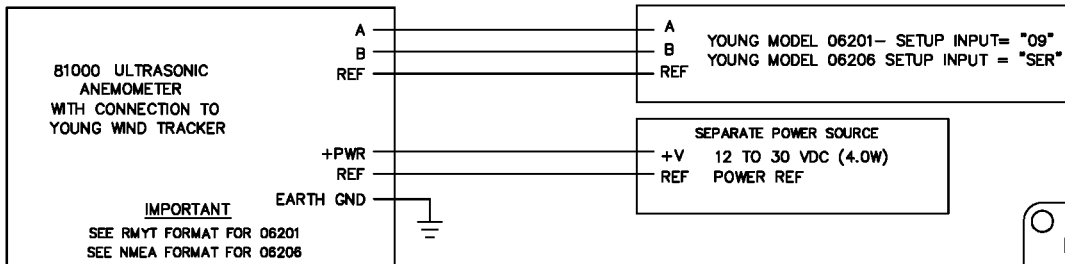 81000 ULTRASONIC
ANEMOMETER
WITH CONNECTION TO
YOUNG WIND TRACKER
IMPORTANT
SEE RMYT FORMAT FOR 06201
SEE NMEA FORMAT FOR 06206
A
B
REF
+PWR
REF
EARTH GND
A
B
REF
YOUNG MODEL 06201- SETUP INPUT= "09"
YOUNG MODEL 06206 SETUP INPUT = "SER"
SEPARATE POWER SOURCE
+V 12 TO 30 VDC (4.0W)
REF POWER REF